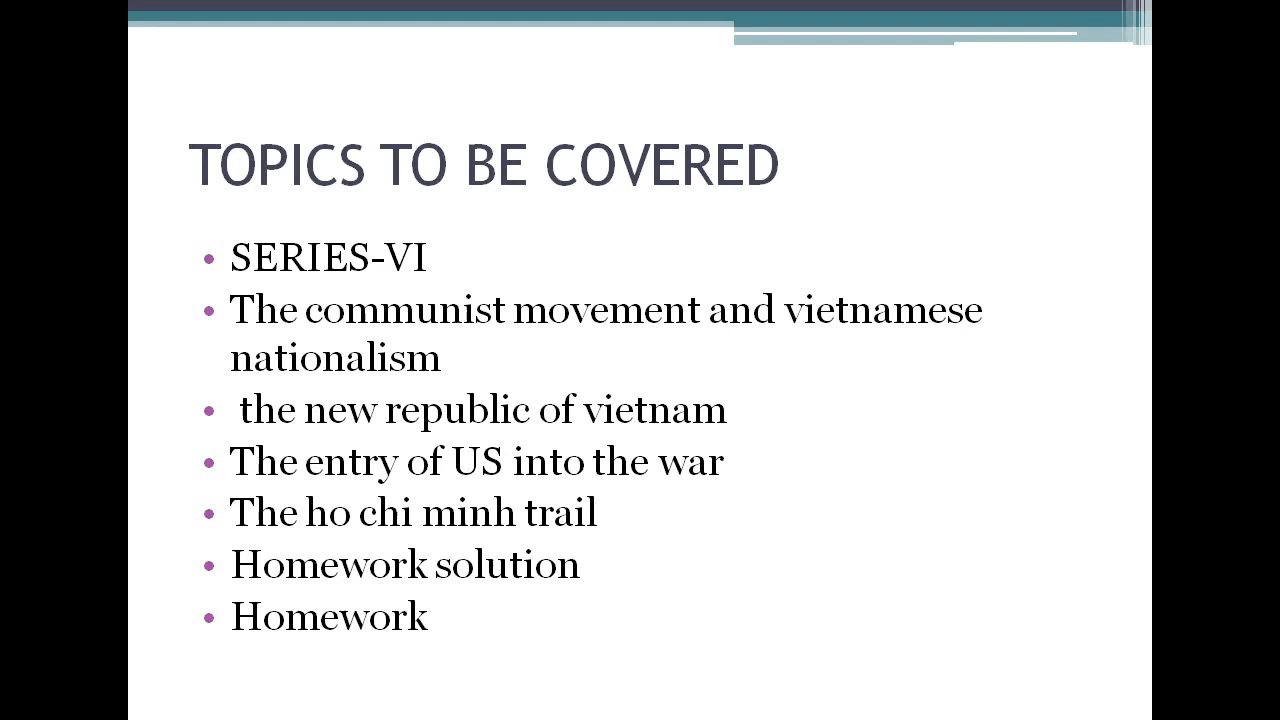 TOPICS TO BE COVERED
• SERIES-VI
• The communist movement and vietnamese
nationalism
• the new republic of vietnam
• The entry of US into the war
• The ho chi minh trail
• Homework solution
• Homework